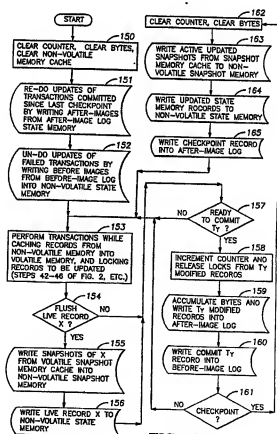 START
150
CLEAR COUNTER, CLEAR BYTES,
CLEAR NON-VOLATILE
MEMORY CACHE
151
RE-DO UPDATES OF
TRANSACTIONS COMMITTED
SINCE LAST CHECKPOINT
BY WRITING AFTER-IMAGES
FROM AFTER-IMAGE LOG
STATE MEMORY
152
UN-DO UPDATES OF
FAILED TRANSACTIONS BY
WRITING BEFORE IMAGES
FROM BEFORE-IMAGE LOG
INTO NON-VOLATILE STATE
MEMORY
153
PERFORM TRANSACTIONS WHILE
CACHING RECORDS FROM
NON-VOLATILE MEMORY INTO
VOLATILE MEMORY, AND LOCKING
RECORDS TO BE UPDATED
(STEPS 42-46 OF FIG. 2, ETC.)
154
FLUSH
LIVE RECORD
X ?
NO
YES
155
WRITE SNAPSHOTS OF X
FROM VOLATILE SNAPSHOT
MEMORY CACHE INTO
NON-VOLATILE SNAPSHOT
MEMORY
156
WRITE LIVE RECORD X TO
NON-VOLATILE STATE
MEMORY
162
CLEAR COUNTER, CLEAR BYTES
163
WRITE ACTIVE UPDATED
SNAPSHOTS FROM SNAPSHOT
MEMORY CACHE TO NON-
VOLATILE SNAPSHOT MEMORY
164
WRITE UPDATED STATE
MEMORY RECORDS TO
NON-VOLATILE STATE MEMORY
165
WRITE CHECKPOINT RECORD
INTO AFTER-IMAGE LOG
157
READY
TO COMMIT
TY ?
NO
YES
158
INCREMENT COUNTER AND
RELEASE LOCKS FROM TY
MODIFIED RECORDS
159
ACCUMULATE BYTES AND
WRITE TY MODIFIED
RECORDS INTO
AFTER-IMAGE LOG
160
WRITE COMMIT TY
RECORD INTO
BEFORE-IMAGE LOG
161
NO
CHECKPOINT
?
YES